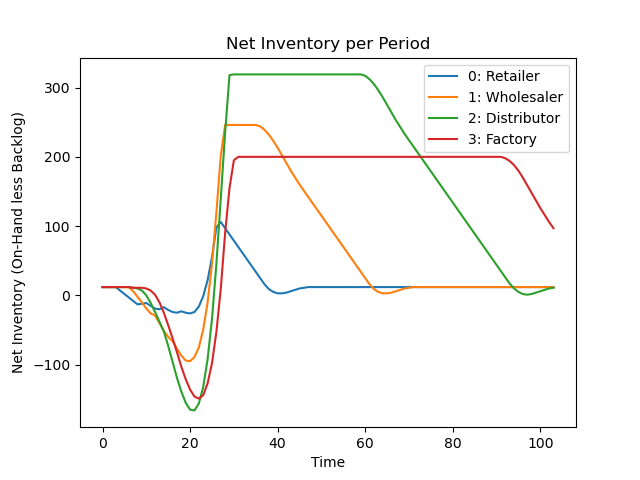 Net Inventory per Period
Net Inventory (On-Hand less Backlog)
300
200
100
0
−100
0: Retailer
1: Wholesaler
2: Distributor
3: Factory
0 20 40 60 80 100
Time